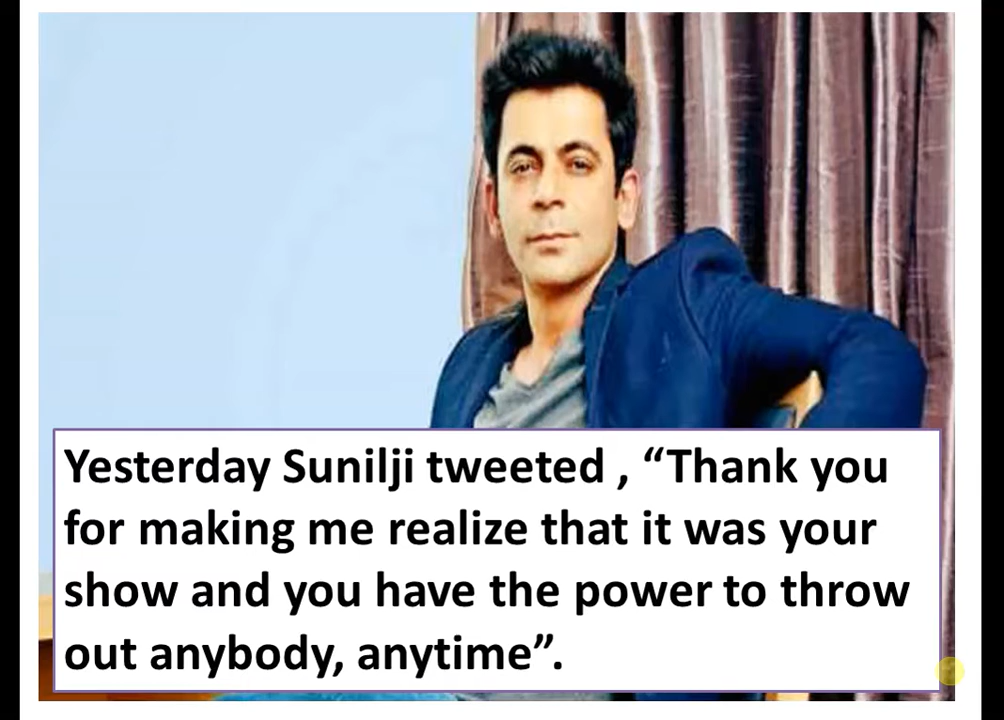 Yesterday Sunilji tweeted , “Thank you
for making me realize that it was your
show and you have the power to throw
out anybody, anytime”.